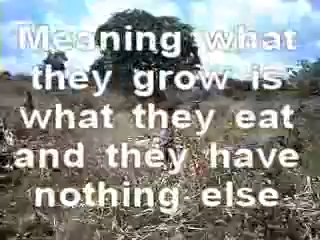 Meaning what
they grow is
what they eat
and they have
nothing else